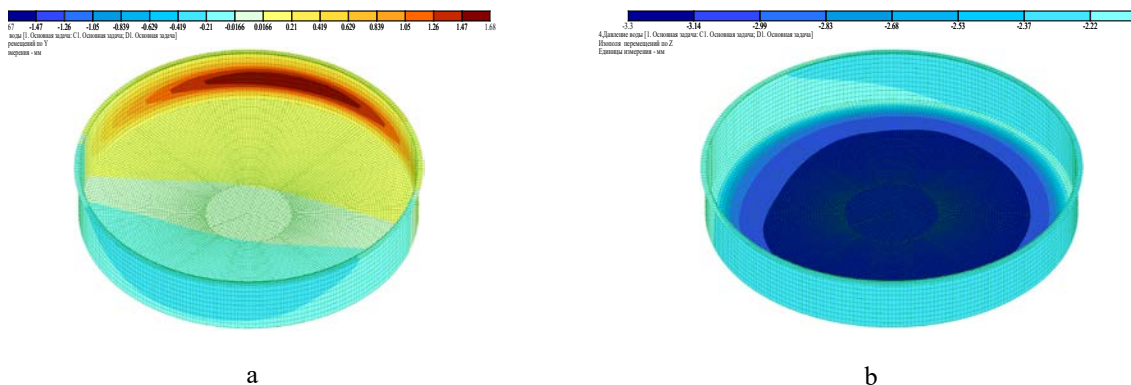 67 -1.47 -1.26 -1.05 -0.839 -0.629 -0.419 -0.21 -0.0166 0.0166 0.21 0.419 0.629 0.839 1.05 1.26 1.47 1.68
воды [1. Основная задача: C1. Основная задача; D1. Основная задача]
ремещений по Y
мерения - мм
-3.3 -3.14 -2.99 -2.83 -2.68 -2.53 -2.37 -2.22
4.Давление воды [1. Основная задача: C1. Основная задача; D1. Основная задача]
Изополя перемещений по Z
Единицы измерения - мм
a
b